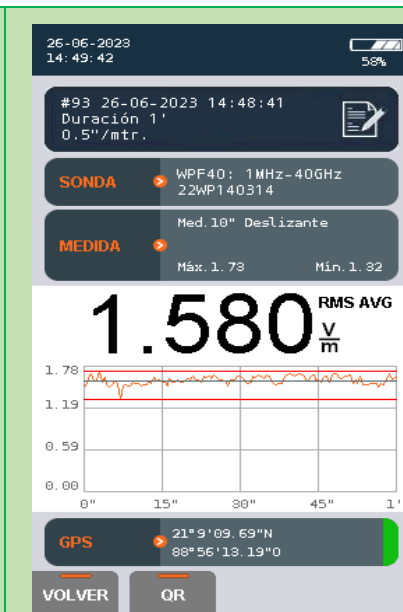 26-06-2023
14:49:42
58%
#93 26-06-2023 14:48:41
Duración 1'
0.5"/mtr.
SONDA
WPF40: 1MHz-40GHz
22WP140314
MEDIDA
Med.10" Deslizante
Máx.1.73 Mín.1.32
1.580 RMS AVG
V/m
1.78
1.19
0.59
0.00
0" 15" 30" 45" 1'
GPS
21°9'09.69"N
88°56'13.19"O
VOLVER QR